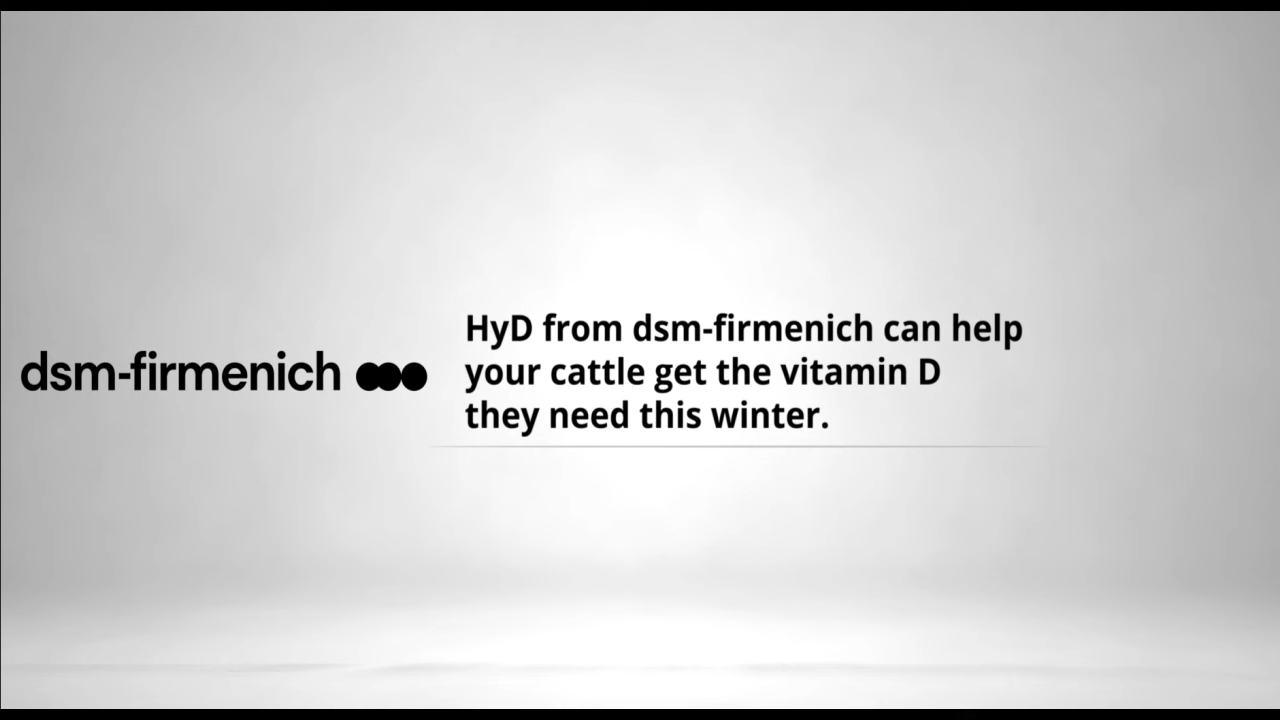 dsm-firmenich
HyD from dsm-firmenich can help
your cattle get the vitamin D
they need this winter.